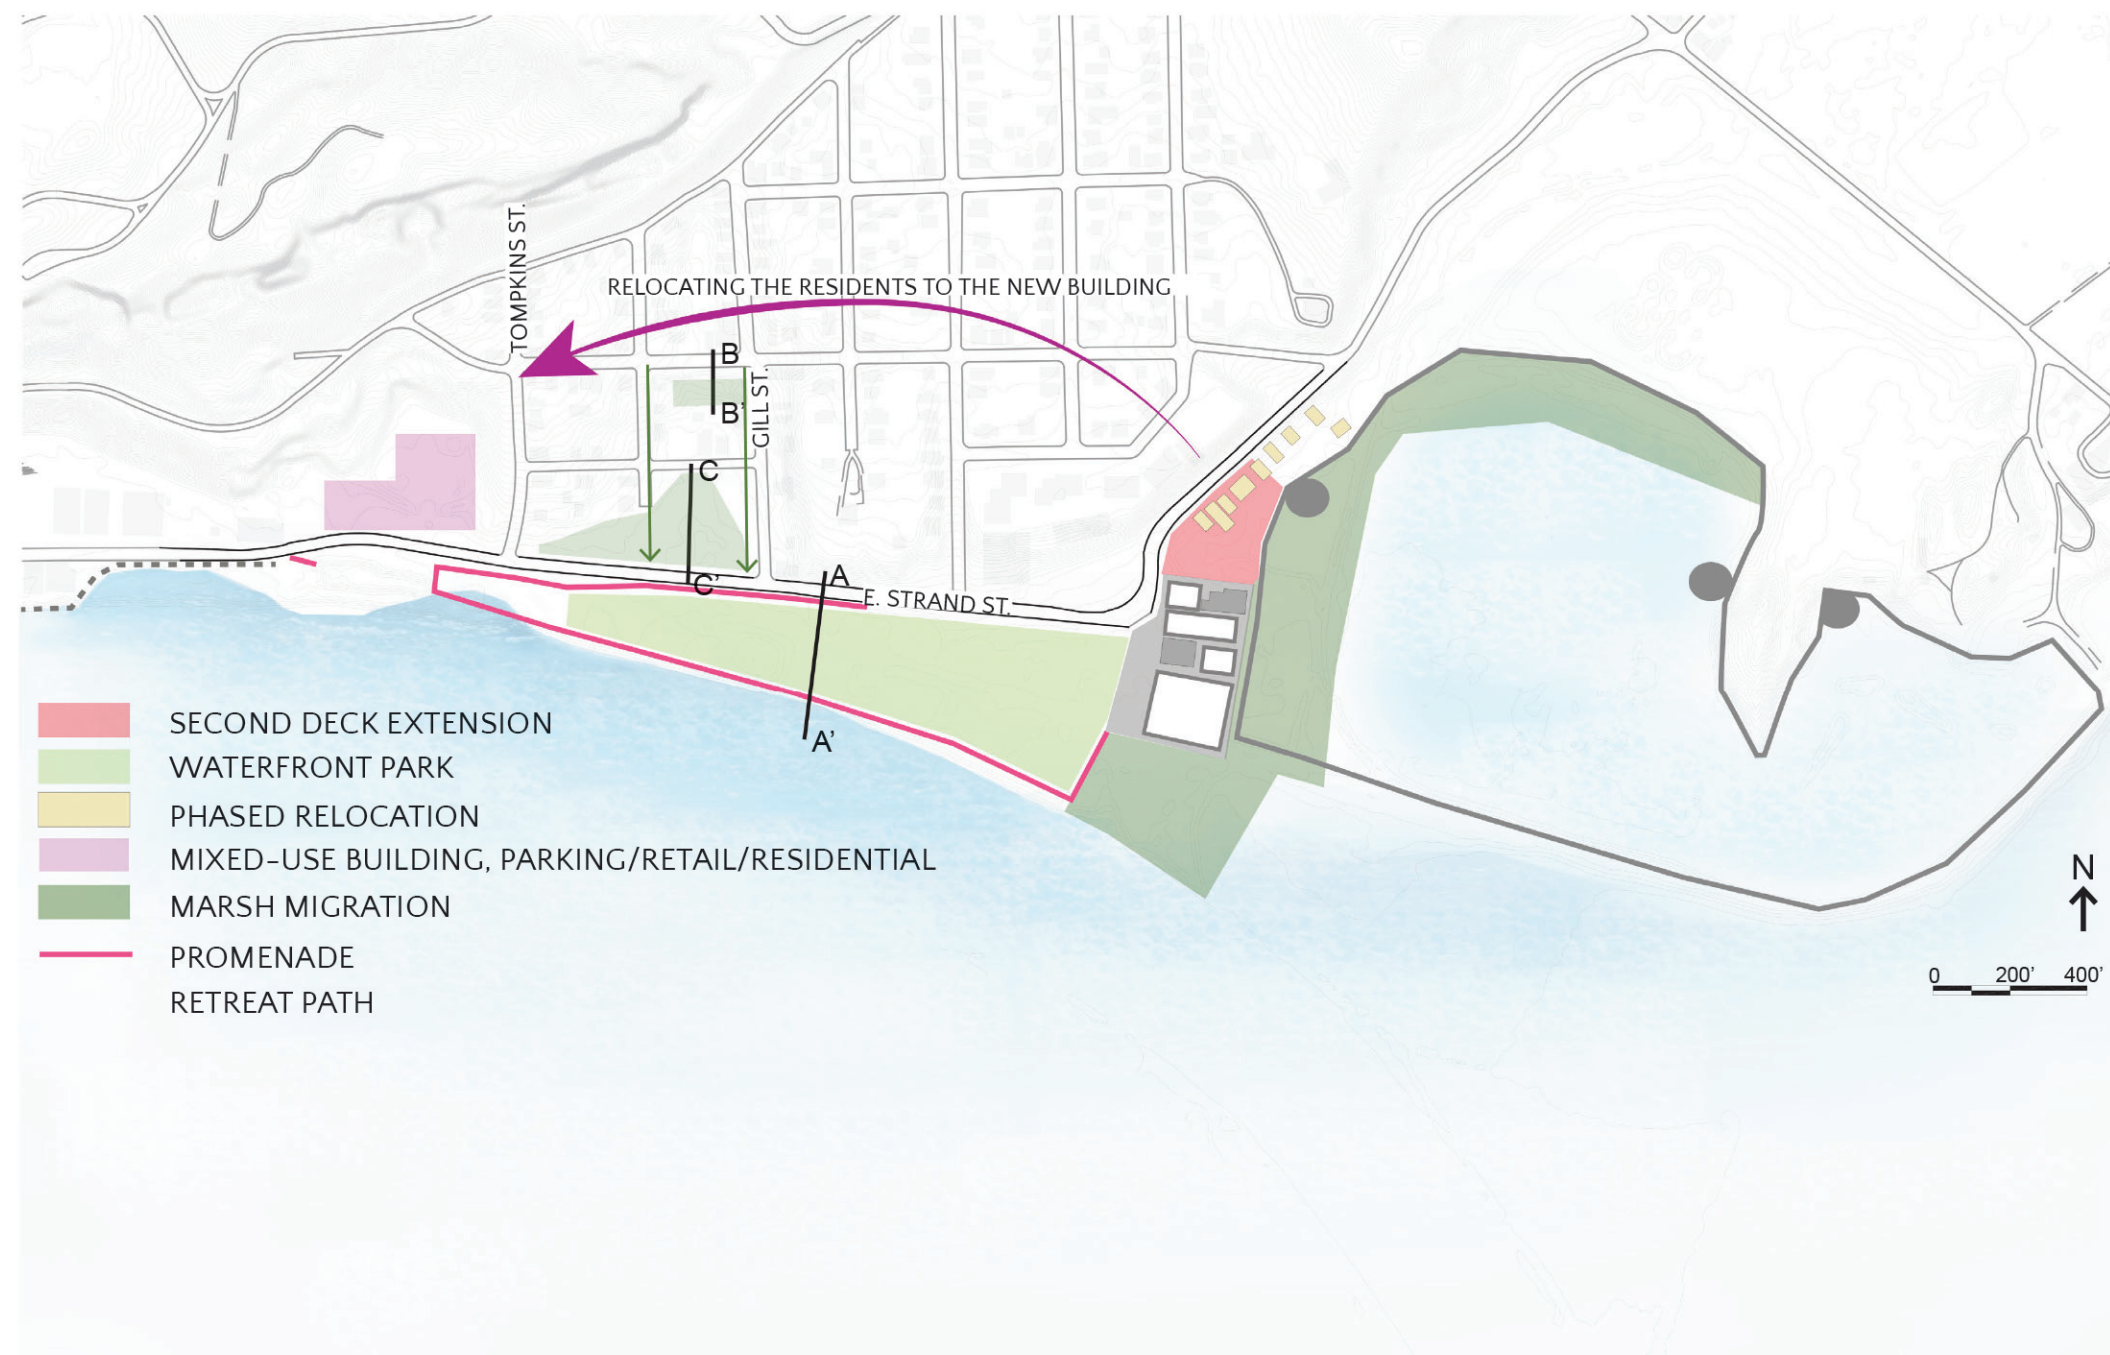 TOMPKINS ST.
RELOCATING THE RESIDENTS TO THE NEW BUILDING
B
B'
GILL ST.
C
C'
A
E. STRAND ST.
A'
SECOND DECK EXTENSION
WATERFRONT PARK
PHASED RELOCATION
MIXED-USE BUILDING, PARKING/RETAIL/RESIDENTIAL
MARSH MIGRATION
PROMENADE
RETREAT PATH
N
0 200' 400'